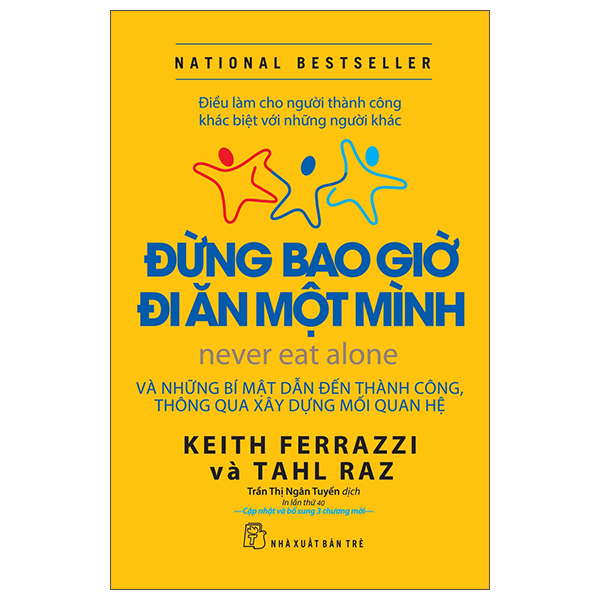 NATIONAL BESTSELLER
Điều làm cho người thành công
khác biệt với những người khác
ĐỪNG BAO GIỜ
ĐI ĂN MỘT MÌNH
never eat alone
VÀ NHỮNG BÍ MẬT DẪN ĐẾN THÀNH CÔNG,
THÔNG QUA XÂY DỰNG MỐI QUAN HỆ
KEITH FERRAZZI
và TAHL RAZ
Trần Thị Ngân Tuyến dịch
In lần thứ 40
—Cập nhật và bổ sung 3 chương mới—
NHÀ XUẤT BẢN TRẺ